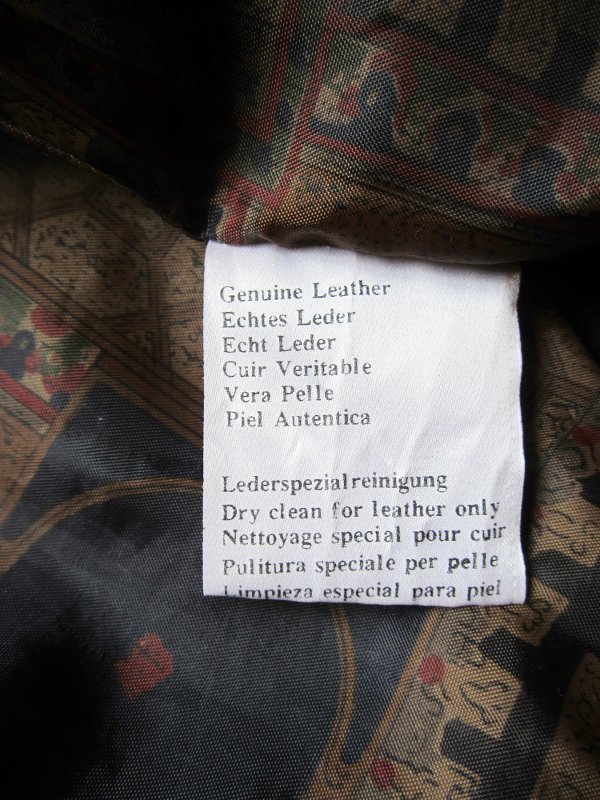 Genuine Leather
Echtes Leder
Echt Leder
Cuir Veritable
Vera Pelle
Piel Autentica
Lederspezialreinigung
Dry clean for leather only
Nettoyage special pour cuir
Pulitura speciale per pelle
Limpieza especial para piel